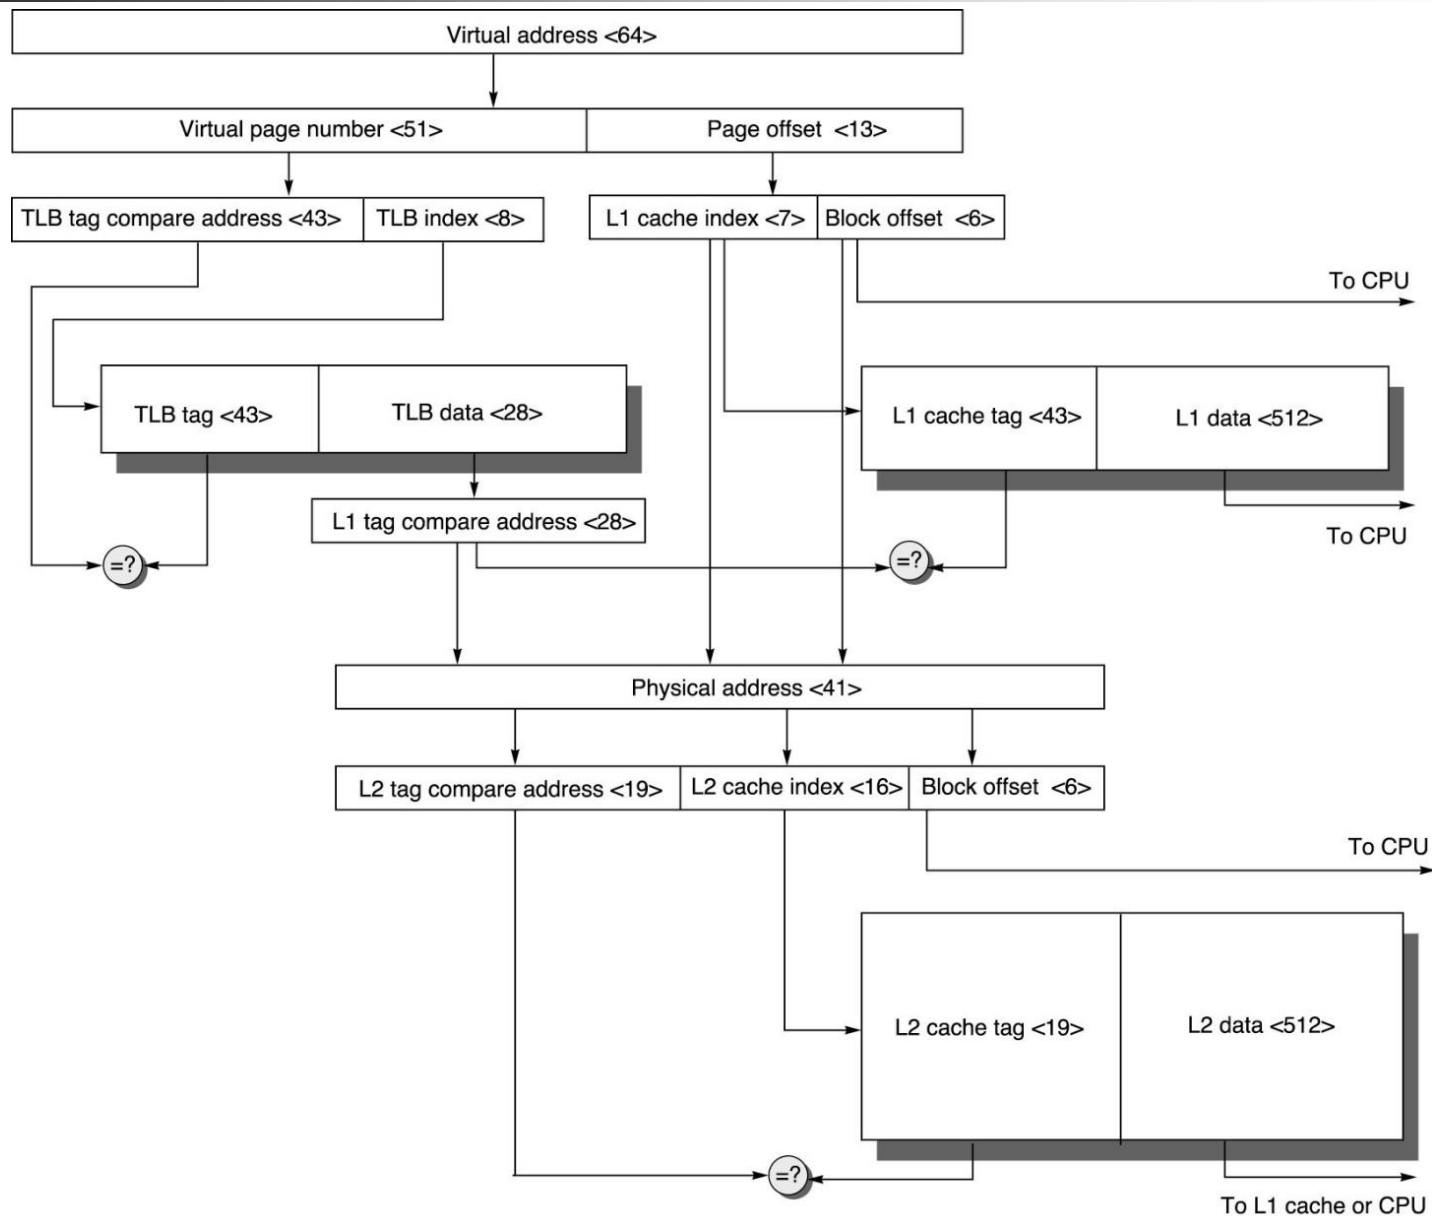 Virtual address <64>
Virtual page number <51>
Page offset <13>
TLB tag compare address <43>
TLB index <8>
L1 cache index <7>
Block offset <6>
To CPU
TLB tag <43>
TLB data <28>
L1 cache tag <43>
L1 data <512>
L1 tag compare address <28>
To CPU
=?
=?
Physical address <41>
L2 tag compare address <19>
L2 cache index <16>
Block offset <6>
To CPU
L2 cache tag <19>
L2 data <512>
=?
To L1 cache or CPU